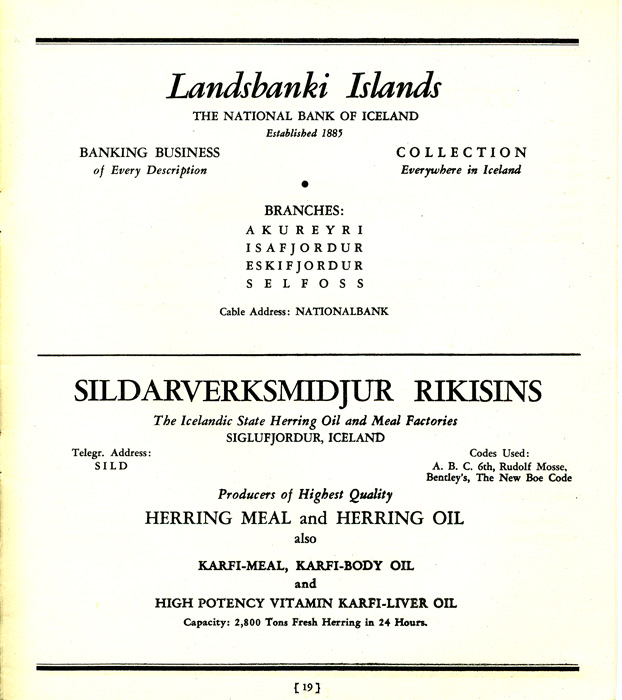 Landsbanki Islands
THE NATIONAL BANK OF ICELAND
Established 1885
BANKING BUSINESS
of Every Description
COLLECTION
Everywhere in Iceland
BRANCHES:
AKUREYRI
ISAFJORDUR
ESKIFJORDUR
SELFOSS
Cable Address: NATIONALBANK
SILDARVERKSMIDJUR RIKISINS
The Icelandic State Herring Oil and Meal Factories
SIGLUFJORDUR, ICELAND
Telegr. Address:
SILD
Codes Used:
A. B. C. 6th, Rudolf Mosse,
Bentley's, The New Boe Code
Producers of Highest Quality
HERRING MEAL and HERRING OIL
also
KARFI-MEAL, KARFI-BODY OIL
and
HIGH POTENCY VITAMIN KARFI-LIVER OIL
Capacity: 2,800 Tons Fresh Herring in 24 Hours.
[ 19 ]